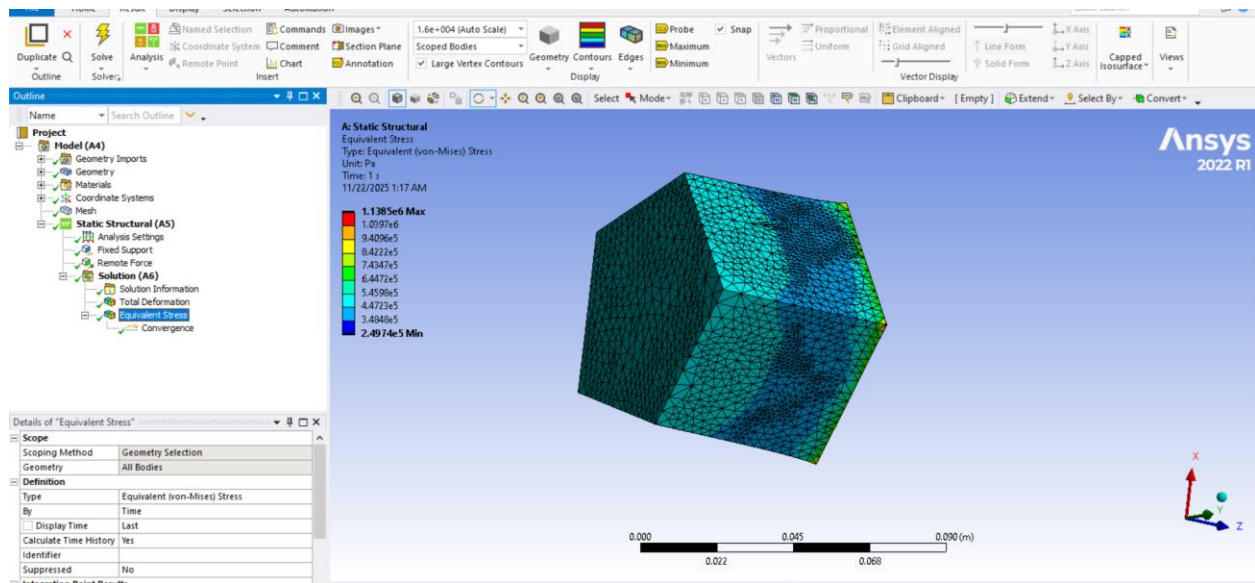 File Home Result Display Selection Automation
Named Selection Commands Images 1.6e+004 (Auto Scale) Probe Snap Proportional Element Aligned X Axis
Coordinate System Comment Section Plane Scoped Bodies Maximum Uniform Grid Aligned Line Form Y Axis
Duplicate Q Solve Analysis Remote Point Chart Annotation Large Vertex Contours Geometry Contours Edges Minimum Vectors Solid Form Z Axis Capped Isosurface Views
Outline Solver Insert Display Vector Display
Outline
Select Mode Clipboard [Empty] Extend Select By Convert
Name Search Outline
Project
Model (A4)
Geometry Imports
Geometry
Materials
Coordinate Systems
Mesh
Static Structural (A5)
Analysis Settings
Fixed Support
Remote Force
Solution (A6)
Solution Information
Total Deformation
Equivalent Stress
Convergence
A: Static Structural
Equivalent Stress
Type: Equivalent (von-Mises) Stress
Unit: Pa
Time: 1 s
11/22/2025 1:17 AM
1.1385e6 Max
1.0397e6
9.4096e5
8.4222e5
7.4347e5
6.4472e5
5.4598e5
4.4723e5
3.4848e5
2.4974e5 Min
Ansys
2022 R1
Details of "Equivalent Stress"
Scope
Scoping Method Geometry Selection
Geometry All Bodies
Definition
Type Equivalent (von-Mises) Stress
By Time
Display Time Last
Calculate Time History Yes
Identifier
Suppressed No
Integration Point Results
0.000 0.045 0.090 (m)
0.022 0.068
X
Y
Z